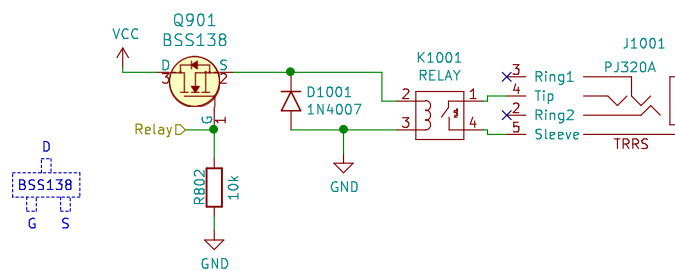 Q901
BSS138
VCC
D
S
3
2
G
1
Relay
R802
10k
GND
D1001
1N4007
GND
K1001
RELAY
2
1
3
4
J1001
PJ320A
3
Ring1
4
Tip
2
Ring2
5
Sleeve
TRRS
D
BSS138
G
S